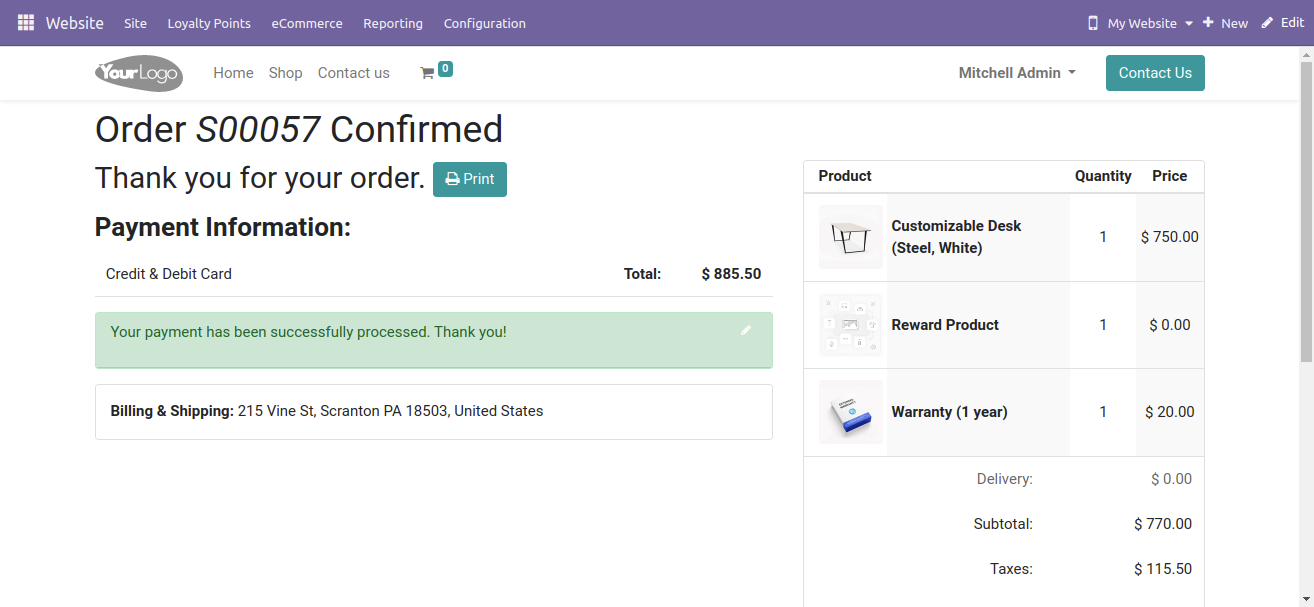 Website Site Loyalty Points eCommerce Reporting Configuration My Website New Edit
YourLogo Home Shop Contact us 0 Mitchell Admin Contact Us
Order S00057 Confirmed
Thank you for your order. Print
Payment Information:
Credit & Debit Card Total: $ 885.50
Your payment has been successfully processed. Thank you!
Billing & Shipping: 215 Vine St, Scranton PA 18503, United States
Product Quantity Price
Customizable Desk
(Steel, White) 1 $ 750.00
Reward Product 1 $ 0.00
Warranty (1 year) 1 $ 20.00
Delivery: $ 0.00
Subtotal: $ 770.00
Taxes: $ 115.50